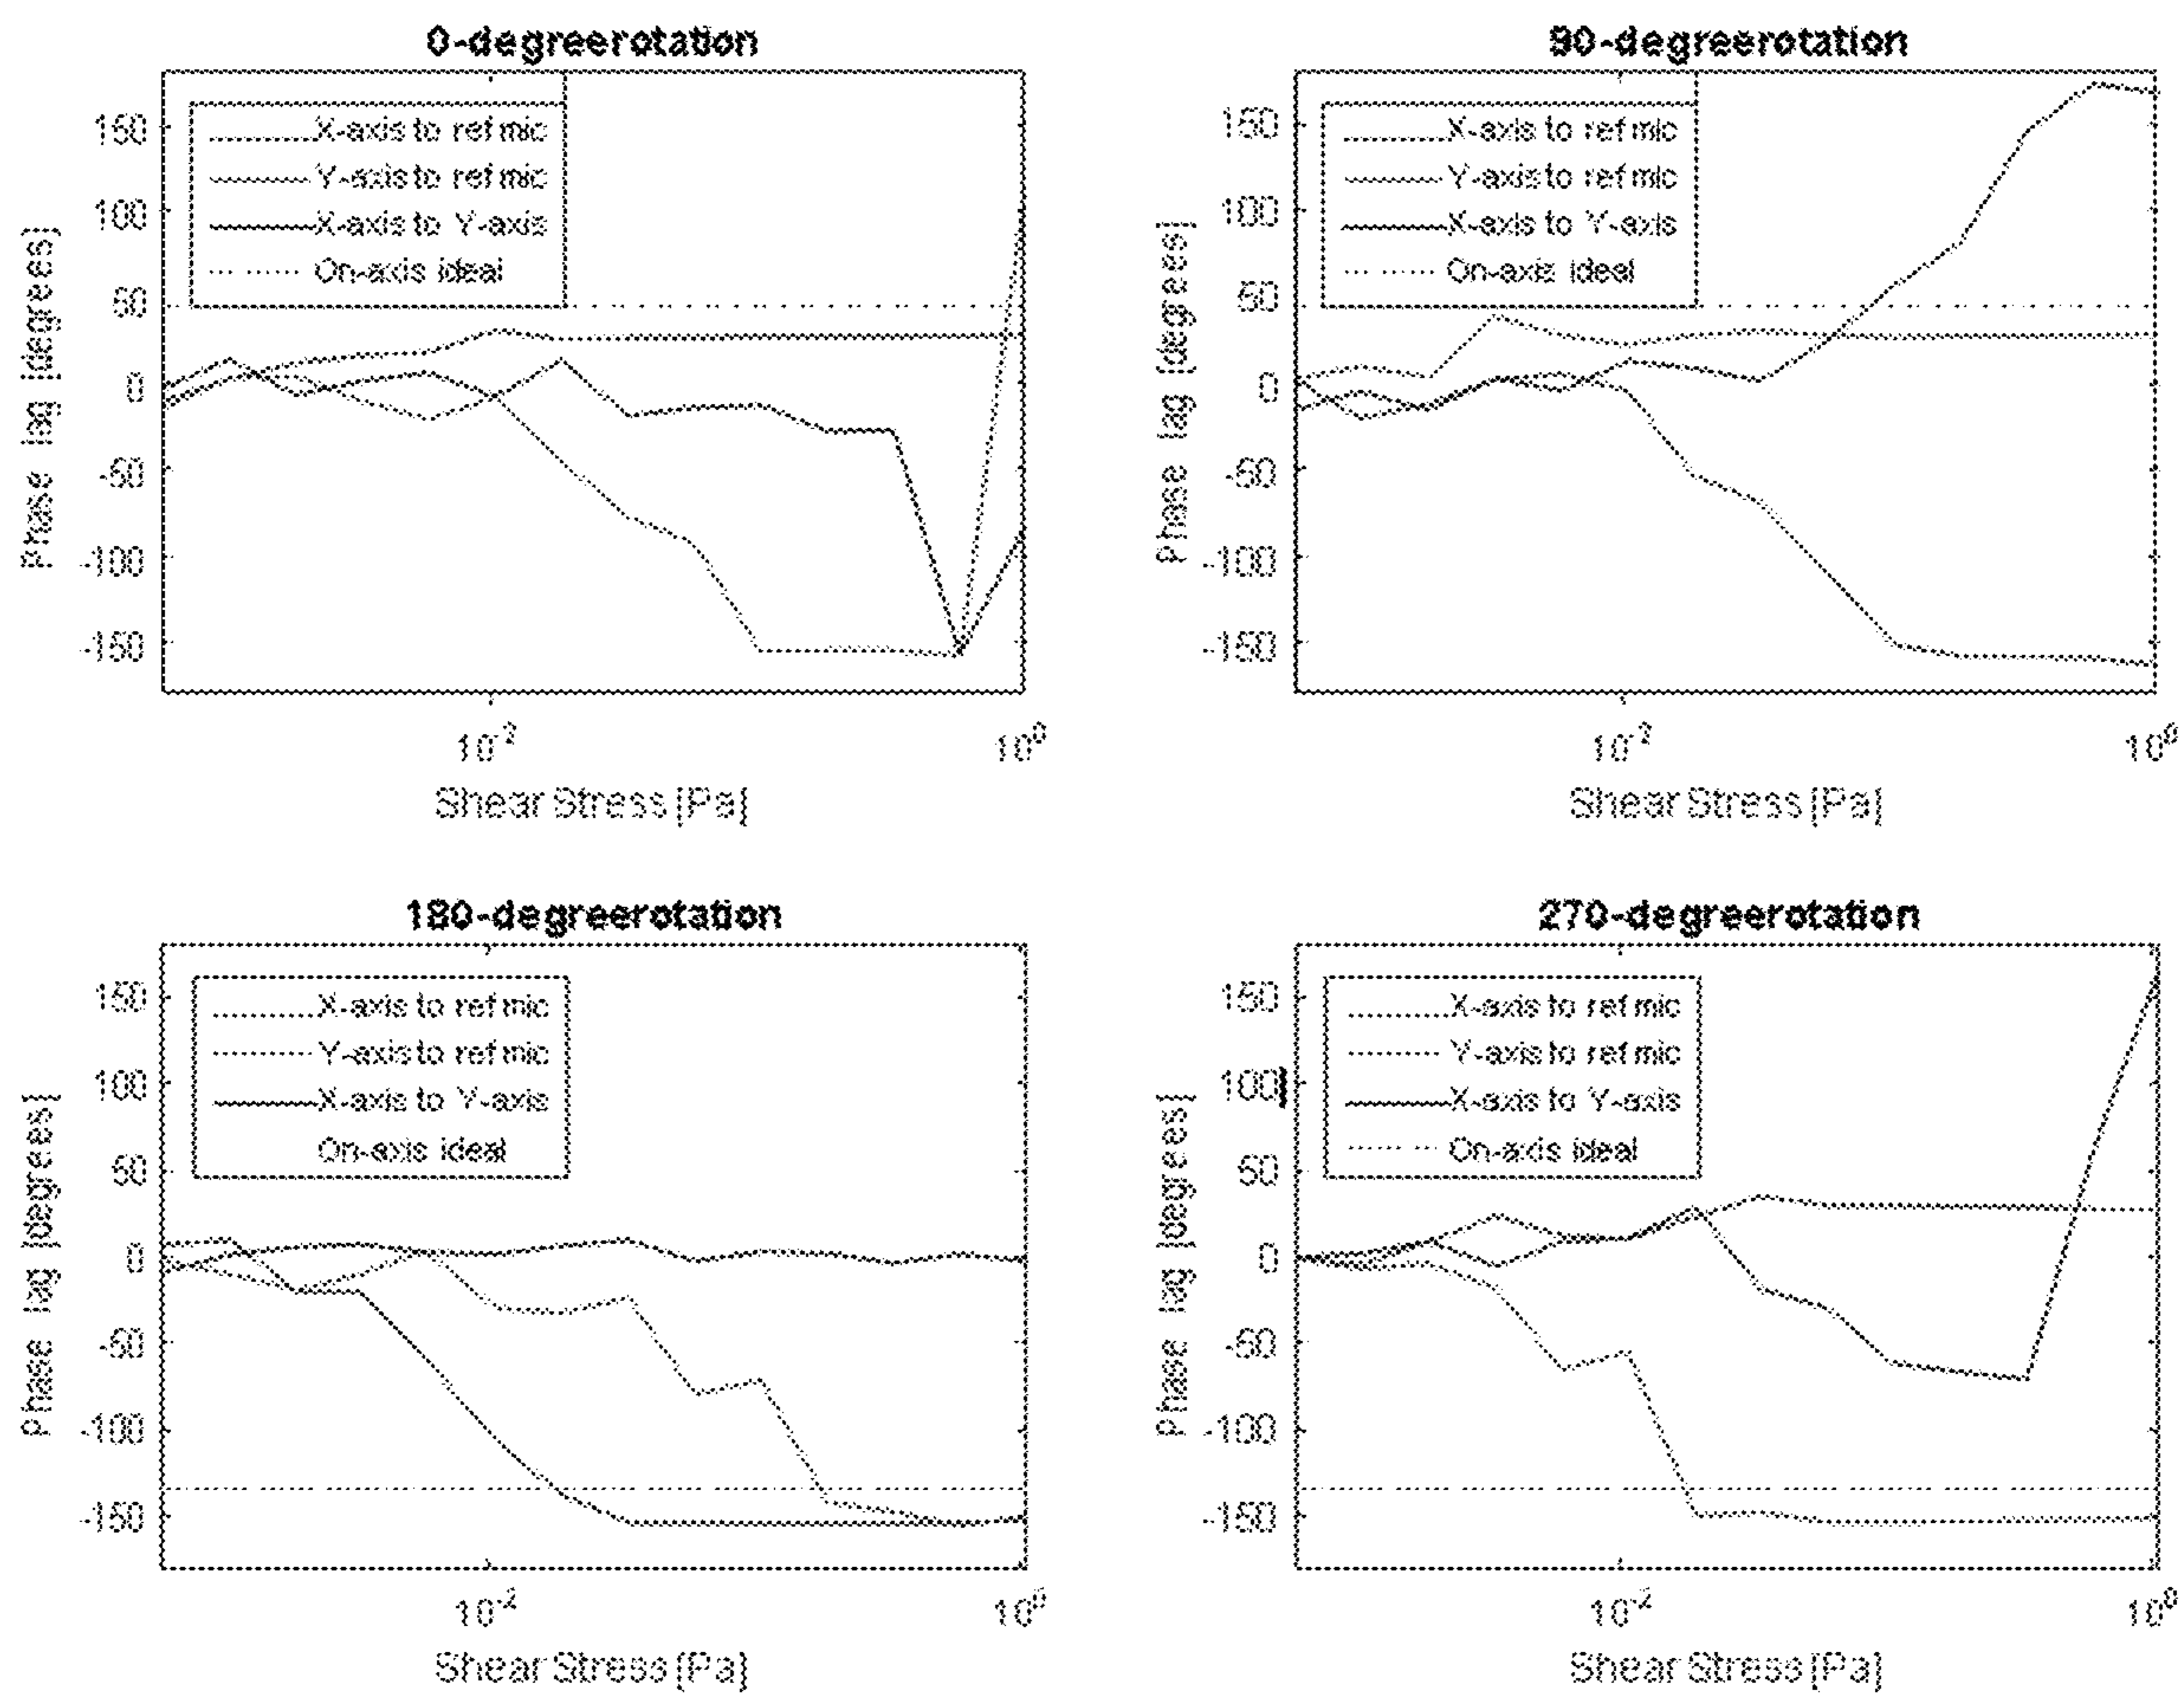 0-degreerotation
150
100
50
0
-50
-100
-150
Phase lag [degrees]
X-axis to ref mic
Y-axis to ref mic
X-axis to Y-axis
On-axis ideal
10-2
100
Shear Stress [Pa]
90-degreerotation
150
100
50
0
-50
-100
-150
Phase lag [degrees]
X-axis to ref mic
Y-axis to ref mic
X-axis to Y-axis
On-axis ideal
10-2
100
Shear Stress [Pa]
180-degreerotation
150
100
50
0
-50
-100
-150
Phase lag [degrees]
X-axis to ref mic
Y-axis to ref mic
X-axis to Y-axis
On-axis ideal
10-2
100
Shear Stress [Pa]
270-degreerotation
150
100
50
0
-50
-100
-150
Phase lag [degrees]
X-axis to ref mic
Y-axis to ref mic
X-axis to Y-axis
On-axis ideal
10-2
100
Shear Stress [Pa]